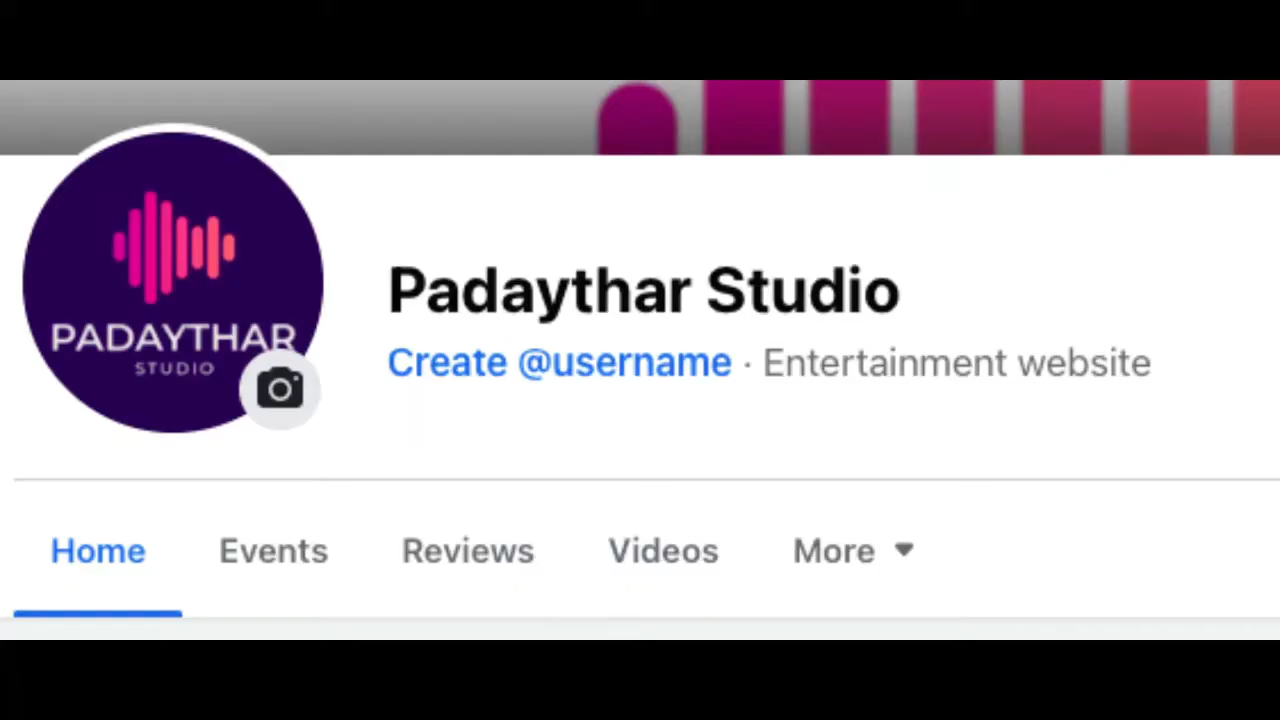 PADAYTHAR
STUDIO
Padaythar Studio
Create @username · Entertainment website
Home Events Reviews Videos More